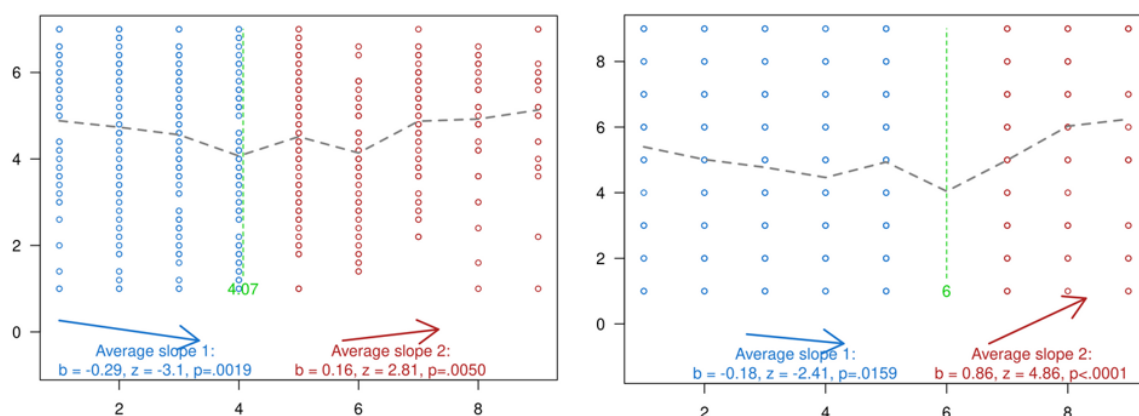 6
4
2
0
4.07
Average slope 1:
b = -0.29, z = -3.1, p=.0019
Average slope 2:
b = 0.16, z = 2.81, p=.0050
2
4
6
8
8
6
4
2
0
6
Average slope 1:
b = -0.18, z = -2.41, p=.0159
Average slope 2:
b = 0.86, z = 4.86, p<.0001
2
4
6
8